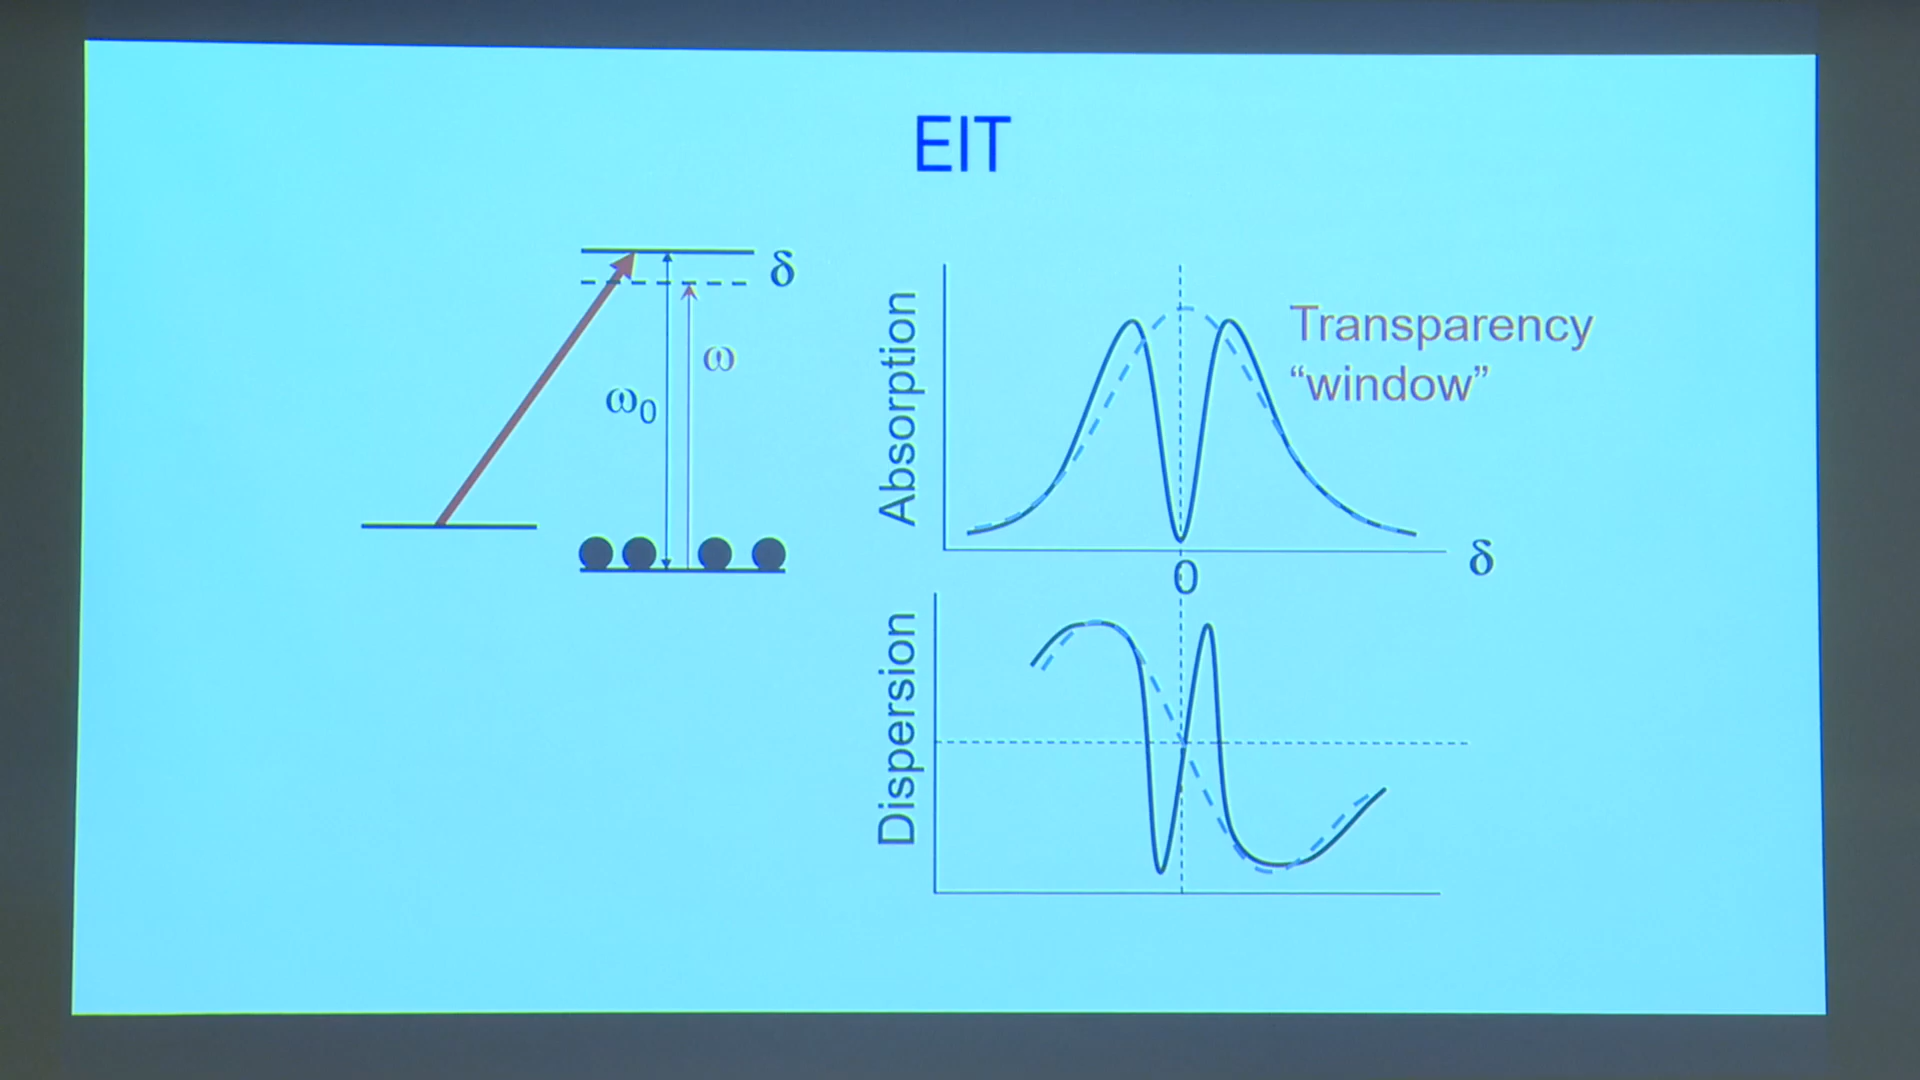 EIT
δ
ω
ω0
Absorption
Transparency
“window”
0
δ
Dispersion